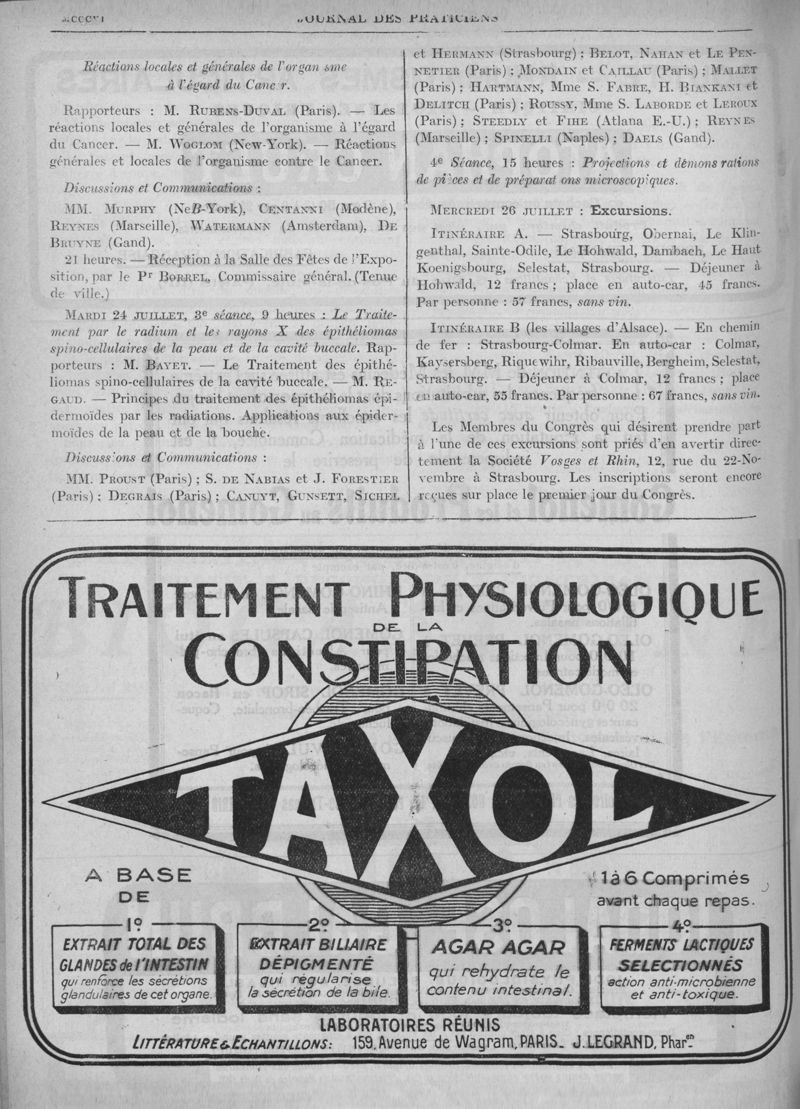 JOURNAL DES PRATICIENS
Réactions locales et générales de l'organ sme
à l'égard du Canc r.
Rapporteurs : M. RUBENS-DUVAL (Paris). — Les
réactions locales et générales de l'organisme à l'égard
du Cancer. — M. WOGLOM (New-York). — Réactions
générales et locales de l'organisme contre le Cancer.
Discussions et Communications :
MM. MURPHY (NeB-York), CENTANNI (Modène),
REYNES (Marseille), WATERMANN (Amsterdam), DE
BRUYNE (Gand).
21 heures. — Réception à la Salle des Fêtes de l'Expo-
sition, par le Pr BORREL, Commissaire général. (Tenue
de ville.)
MARDI 24 JUILLET, 3e séance, 9 heures : Le Traite-
ment par le radium et les rayons X des épithéliomas
spino-cellulaires de la peau et de la cavité buccale. Rap-
porteurs : M. BAYET. — Le Traitement des épithé-
liomas spino-cellulaires de la cavité buccale. — M. RE-
GAUD. — Principes du traitement des épithéliomas épi-
dermoïdes par les radiations. Applications aux épider-
moïdes de la peau et de la bouche.
Discuss ons et Communications :
MM. PROUST (Paris) ; S. DE NABIAS et J. FORESTIER
(Paris) ; DEGRAIS (Paris) ; CANUYT, GUNSETT, SICHEL
et HERMANN (Strasbourg) ; BELOT, NAHAN et LE PEN-
NETIER (Paris) ; MONDAIN et CAILLAU (Paris) ; MALLET
(Paris) ; HARTMANN, Mme S. FABRE, H. BIANKANI et
DELITCH (Paris) ; ROUSSY, Mme S. LABORDE et LEROUX
(Paris) ; STEEDLY et FIHE (Atlana E.-U.) ; REYNES
(Marseille) ; SPINELLI (Naples) ; DAELS (Gand).
4e Séance, 15 heures : Projections et démons rations
de pièces et de préparat ons microscopiques.
MERCREDI 26 JUILLET : Excursions.
ITINÉRAIRE A. — Strasbourg, Obernai, Le Klin-
genthal, Sainte-Odile, Le Hohwald, Dambach, Le Haut
Koenigsbourg, Selestat, Strasbourg. — Déjeuner à
Hohwald, 12 francs ; place en auto-car, 45 francs.
Par personne : 57 francs, sans vin.
ITINÉRAIRE B (les villages d'Alsace). — En chemin
de fer : Strasbourg-Colmar. En auto-car : Colmar,
Kaysersberg, Riquewihr, Ribauville, Bergheim, Selestat,
Strasbourg. — Déjeuner à Colmar, 12 francs ; place
en auto-car, 55 francs. Par personne : 67 francs, sans vin.
Les Membres du Congrès qui désirent prendre part
à l'une de ces excursions sont priés d'en avertir direc-
tement la Société Vosges et Rhin, 12, rue du 22-No-
vembre à Strasbourg. Les inscriptions seront encore
reçues sur place le premier jour du Congrès.
TRAITEMENT PHYSIOLOGIQUE
DE LA
CONSTIPATION
TAXOL
A BASE
DE
1 à 6 Comprimés
avant chaque repas.
1º
EXTRAIT TOTAL DES
GLANDES de l'INTESTIN
qui renforce les sécrétions
glandulaires de cet organe.
2º
EXTRAIT BILIAIRE
DÉPIGMENTÉ
qui régularise
la sécrétion de la bile.
3º
AGAR AGAR
qui rehydrate le
contenu intestinal.
4º
FERMENTS LACTIQUES
SELECTIONNÉS
action anti-microbienne
et anti-toxique.
LABORATOIRES RÉUNIS
LITTÉRATURE & ECHANTILLONS: 159, Avenue de Wagram, PARIS_ J. LEGRAND, Pharen